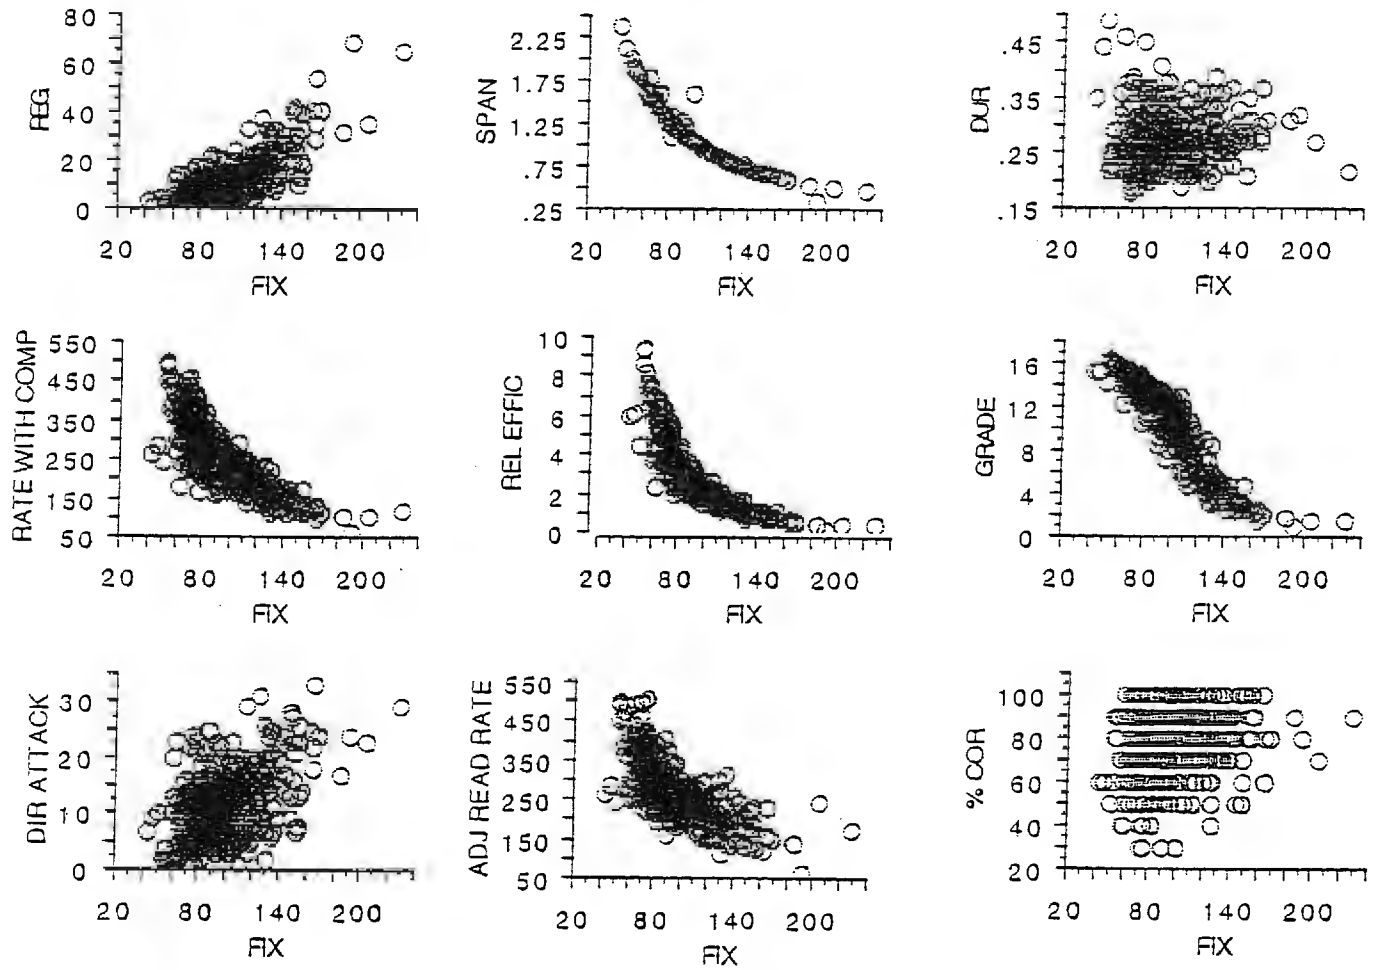 80
60
40
20
0
REG
20 80 140 200
FIX
2.25
1.75
1.25
.75
.25
SPAN
20 80 140 200
FIX
.45
.35
.25
.15
DUR
20 80 140 200
FIX
550
450
350
250
150
50
RATE WITH COMP
20 80 140 200
FIX
10
8
6
4
2
0
REL EFFIC
20 80 140 200
FIX
16
12
8
4
0
GRADE
20 80 140 200
FIX
30
20
10
0
DIR ATTACK
20 80 140 200
FIX
550
450
350
250
150
50
ADJ READ RATE
20 80 140 200
FIX
100
80
60
40
20
% COR
20 80 140 200
FIX